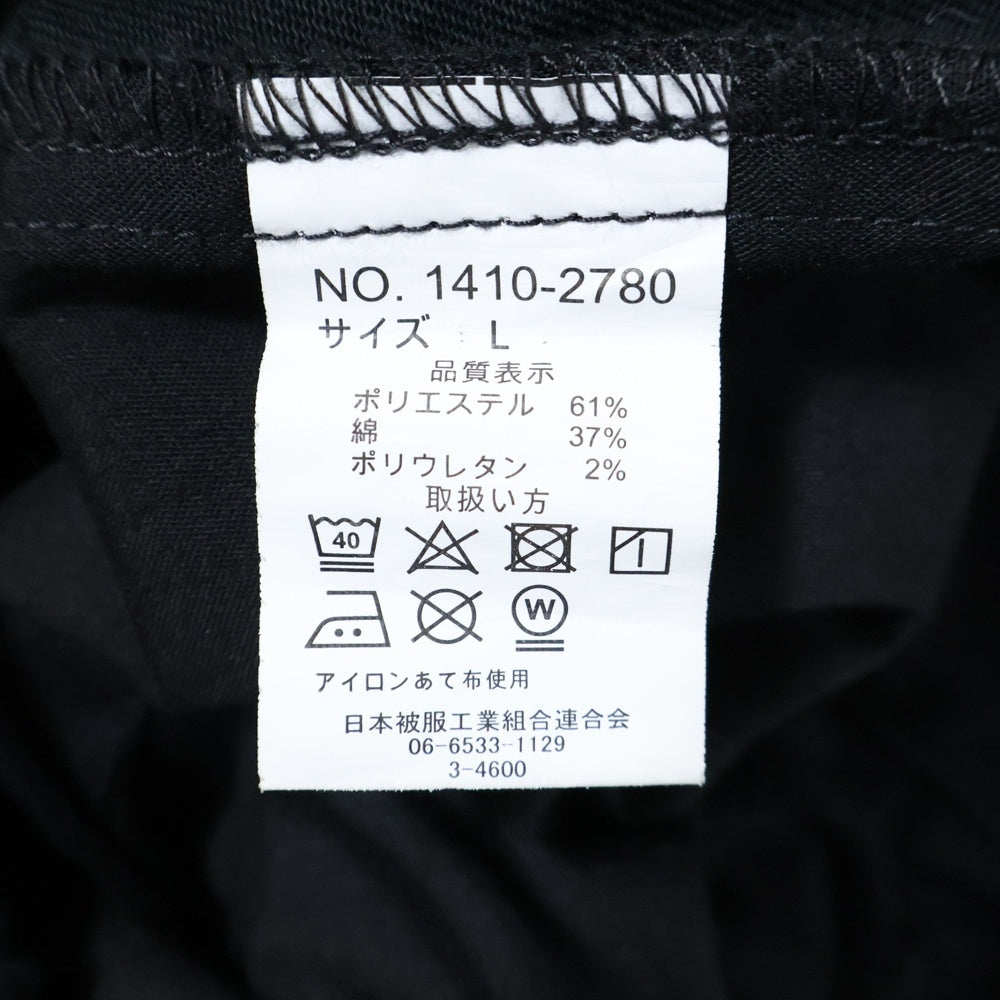 NO. 1410-2780
サイズ L
品質表示
ポリエステル 61%
綿 37%
ポリウレタン 2%
取扱い方
40
W
アイロンあて布使用
日本被服工業組合連合会
06-6533-1129
3-4600